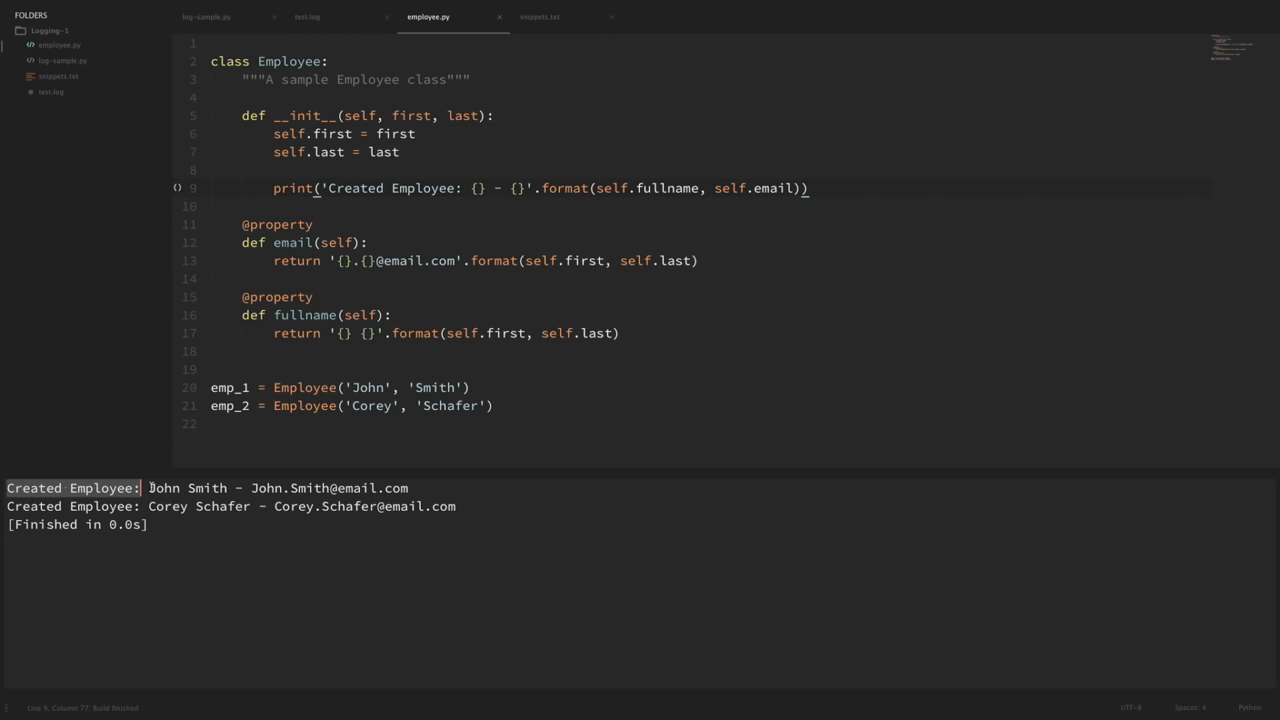 FOLDERS
Logging-1
employee.py
log-sample.py
snippets.txt
test.log
log-sample.py × test.log × employee.py × snippets.txt ×
1
2 class Employee:
3     """A sample Employee class"""
4
5     def __init__(self, first, last):
6         self.first = first
7         self.last = last
8
9         print('Created Employee: {} - {}'.format(self.fullname, self.email))
10
11     @property
12     def email(self):
13         return '{}.{}@email.com'.format(self.first, self.last)
14
15     @property
16     def fullname(self):
17         return '{} {}'.format(self.first, self.last)
18
19
20 emp_1 = Employee('John', 'Smith')
21 emp_2 = Employee('Corey', 'Schafer')
22
Created Employee: John Smith - John.Smith@email.com
Created Employee: Corey Schafer - Corey.Schafer@email.com
[Finished in 0.0s]
Line 9, Column 77; Build finished UTF-8 Spaces: 4 Python